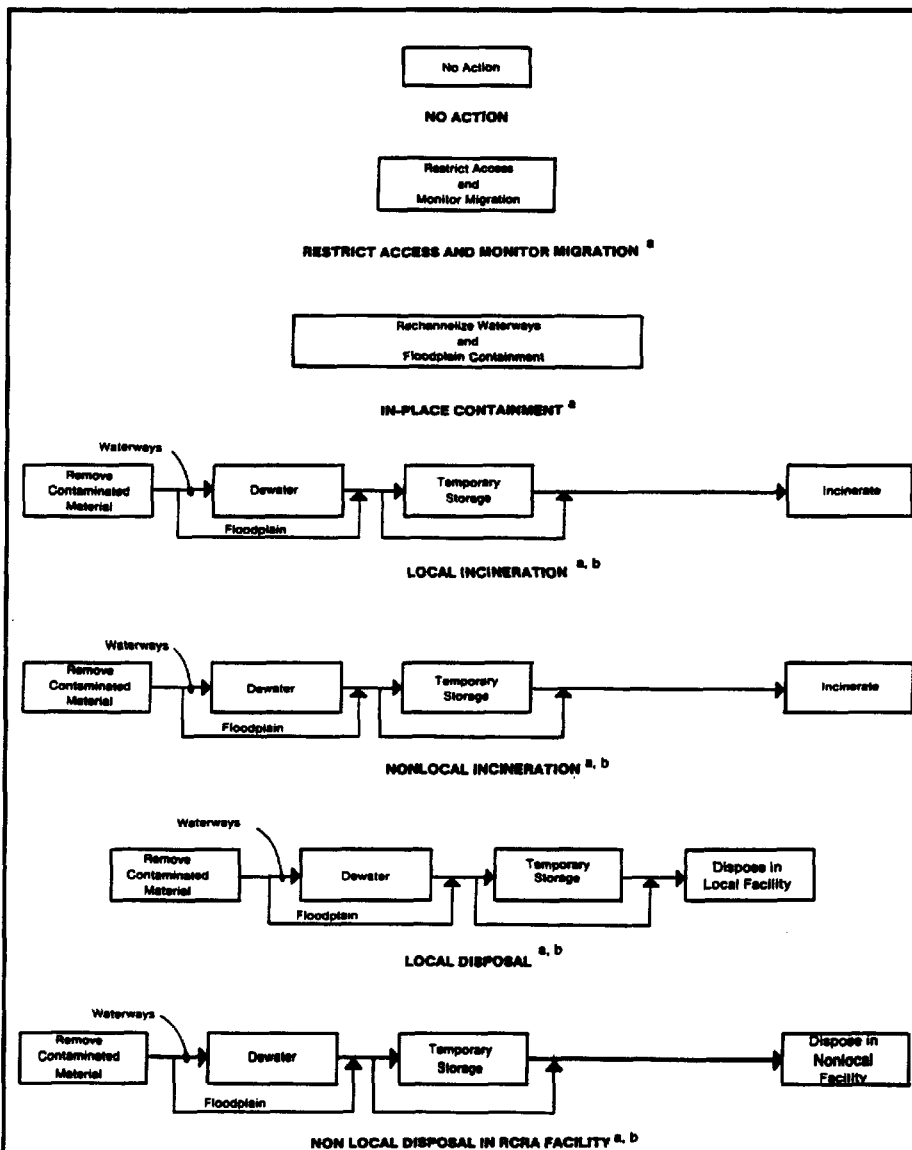 No Action
NO ACTION
Restrict Access
and
Monitor Migration
RESTRICT ACCESS AND MONITOR MIGRATION a
Rechannelize Waterways
and
Floodplain Containment
IN-PLACE CONTAINMENT a
Waterways
Remove
Contaminated
Material
Dewater
Temporary
Storage
Incinerate
Floodplain
LOCAL INCINERATION a, b
Waterways
Remove
Contaminated
Material
Dewater
Temporary
Storage
Incinerate
Floodplain
NONLOCAL INCINERATION a, b
Waterways
Remove
Contaminated
Material
Dewater
Temporary
Storage
Dispose in
Local Facility
Floodplain
LOCAL DISPOSAL a, b
Waterways
Remove
Contaminated
Material
Dewater
Temporary
Storage
Dispose in
Nonlocal
Facility
Floodplain
NON LOCAL DISPOSAL IN RCRA FACILITY a, b